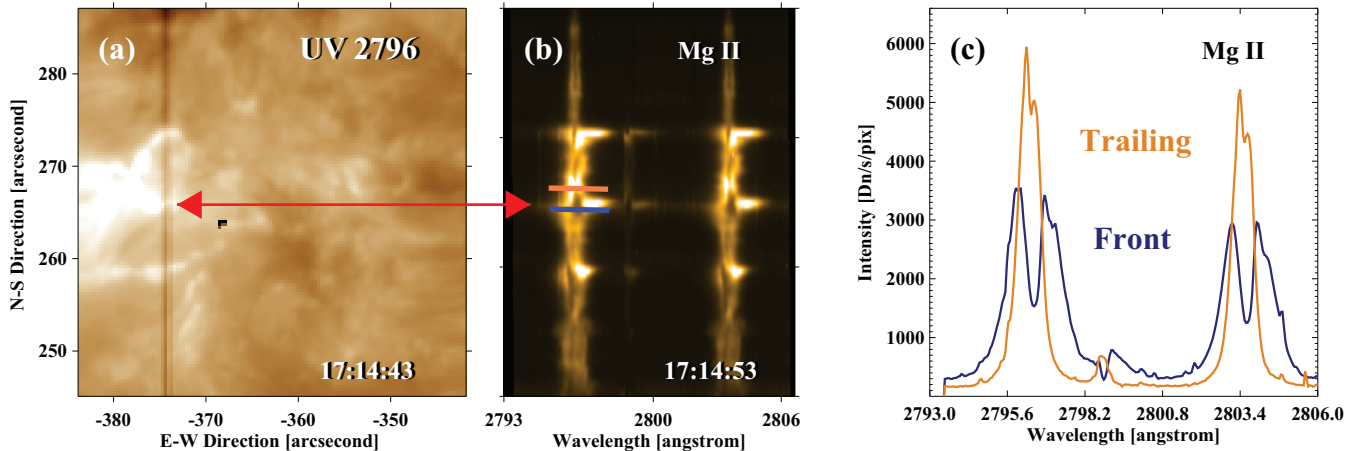 (a)
UV 2796
280
270
260
250
N-S Direction [arcsecond]
17:14:43
-380
-370
-360
-350
E-W Direction [arcsecond]
(b)
Mg II
17:14:53
2793
2800
2806
Wavelength [angstrom]
(c)
Mg II
Trailing
Front
6000
5000
4000
3000
2000
1000
Intensity [Dn/s/pix]
2793.0
2795.6
2798.2
2800.8
2803.4
2806.0
Wavelength [angstrom]